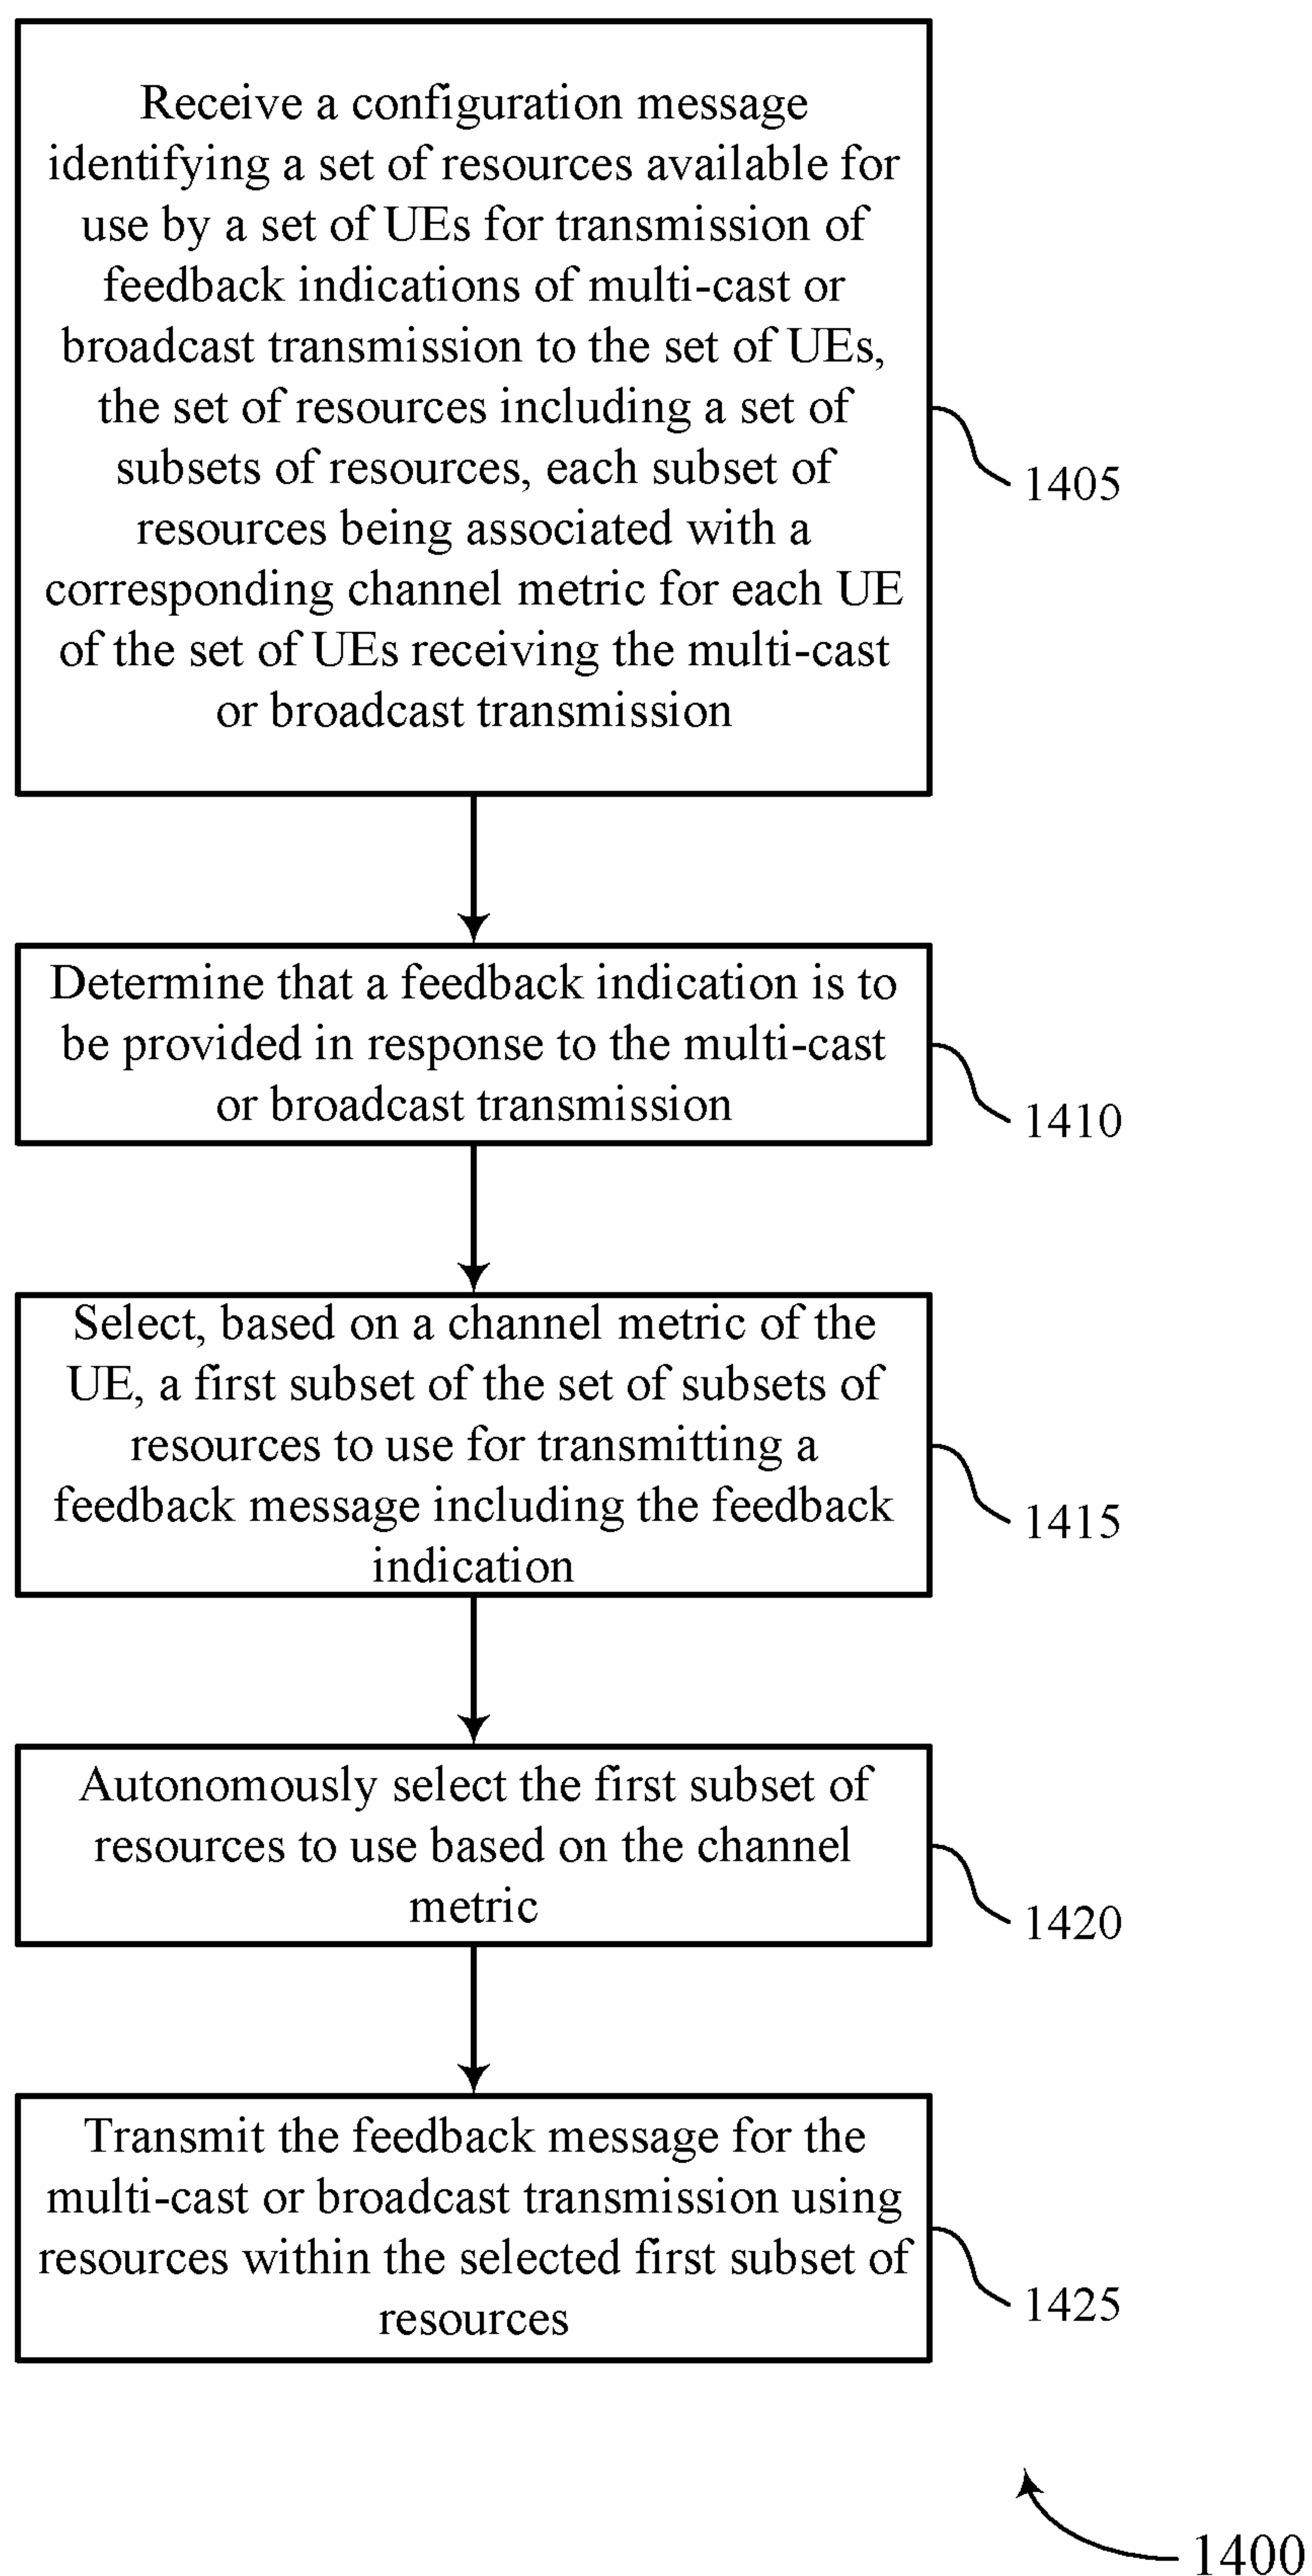 Receive a configuration message
identifying a set of resources available for
use by a set of UEs for transmission of
feedback indications of multi-cast or
broadcast transmission to the set of UEs,
the set of resources including a set of
subsets of resources, each subset of
resources being associated with a
corresponding channel metric for each UE
of the set of UEs receiving the multi-cast
or broadcast transmission
1405
Determine that a feedback indication is to
be provided in response to the multi-cast
or broadcast transmission
1410
Select, based on a channel metric of the
UE, a first subset of the set of subsets of
resources to use for transmitting a
feedback message including the feedback
indication
1415
Autonomously select the first subset of
resources to use based on the channel
metric
1420
Transmit the feedback message for the
multi-cast or broadcast transmission using
resources within the selected first subset of
resources
1425
1400